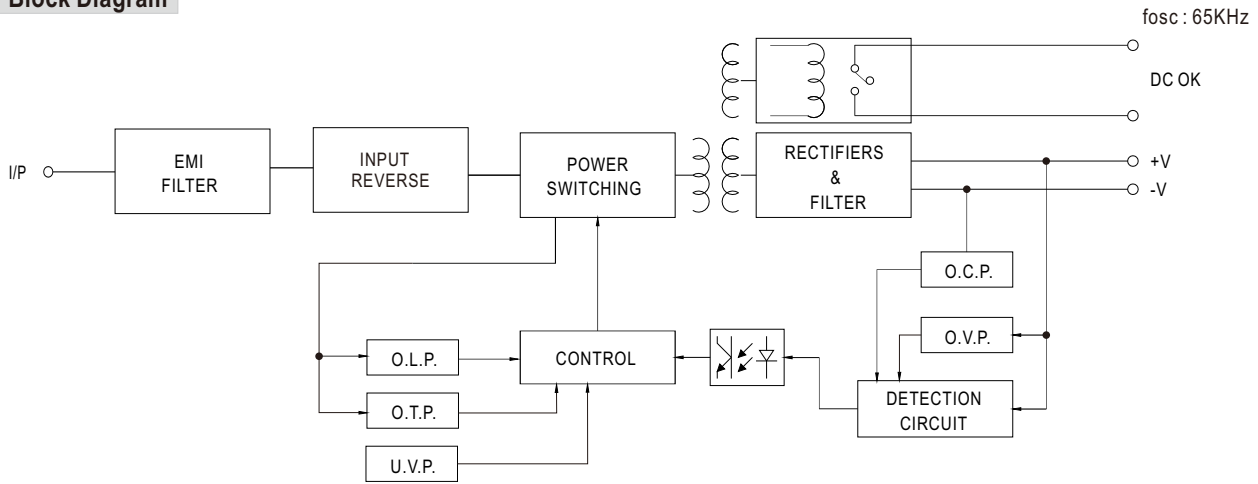 Block Diagram
fosc : 65KHz
DC OK
I/P
EMI
FILTER
INPUT
REVERSE
POWER
SWITCHING
RECTIFIERS
&
FILTER
+V
-V
O.C.P.
O.V.P.
O.L.P.
CONTROL
DETECTION
CIRCUIT
O.T.P.
U.V.P.